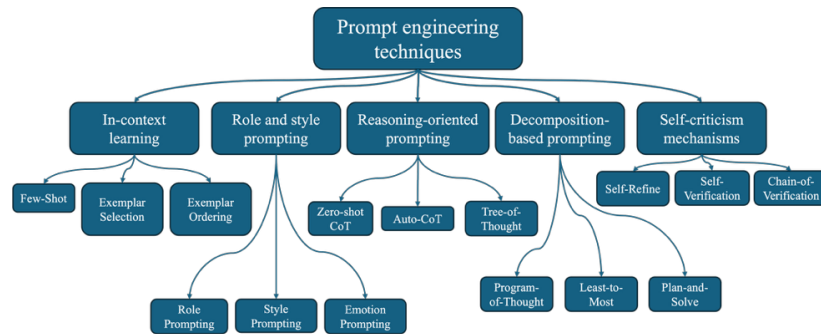 Prompt engineering
techniques
In-context
learning
Role and style
prompting
Reasoning-oriented
prompting
Decomposition-
based prompting
Self-criticism
mechanisms
Few-Shot
Exemplar
Selection
Exemplar
Ordering
Zero-shot
CoT
Auto-CoT
Tree-of-
Thought
Self-Refine
Self-
Verification
Chain-of-
Verification
Role
Prompting
Style
Prompting
Emotion
Prompting
Program-
of-Thought
Least-to-
Most
Plan-and-
Solve